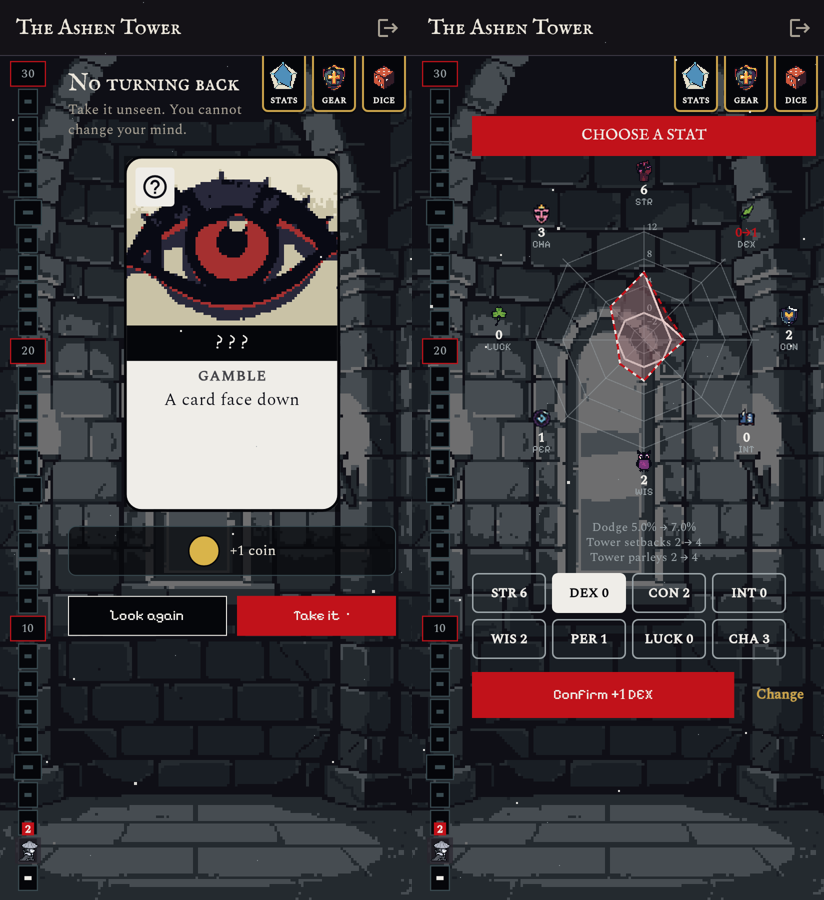 The Ashen Tower
30
No turning back
Take it unseen. You cannot
change your mind.
STATS
GEAR
DICE
? ? ?
GAMBLE
A card face down
20
+1 coin
Look again
Take it
10
2
The Ashen Tower
30
STATS
GEAR
DICE
CHOOSE A STAT
6
STR
3
CHA
0→1
DEX
12
8
0
0
LUCK
2
CON
20
1
PER
0
INT
2
WIS
Dodge 5.0% → 7.0%
Tower setbacks 2 → 4
Tower parleys 2 → 4
STR 6
DEX 0
CON 2
INT 0
10
WIS 2
PER 1
LUCK 0
CHA 3
Confirm +1 DEX
Change
2